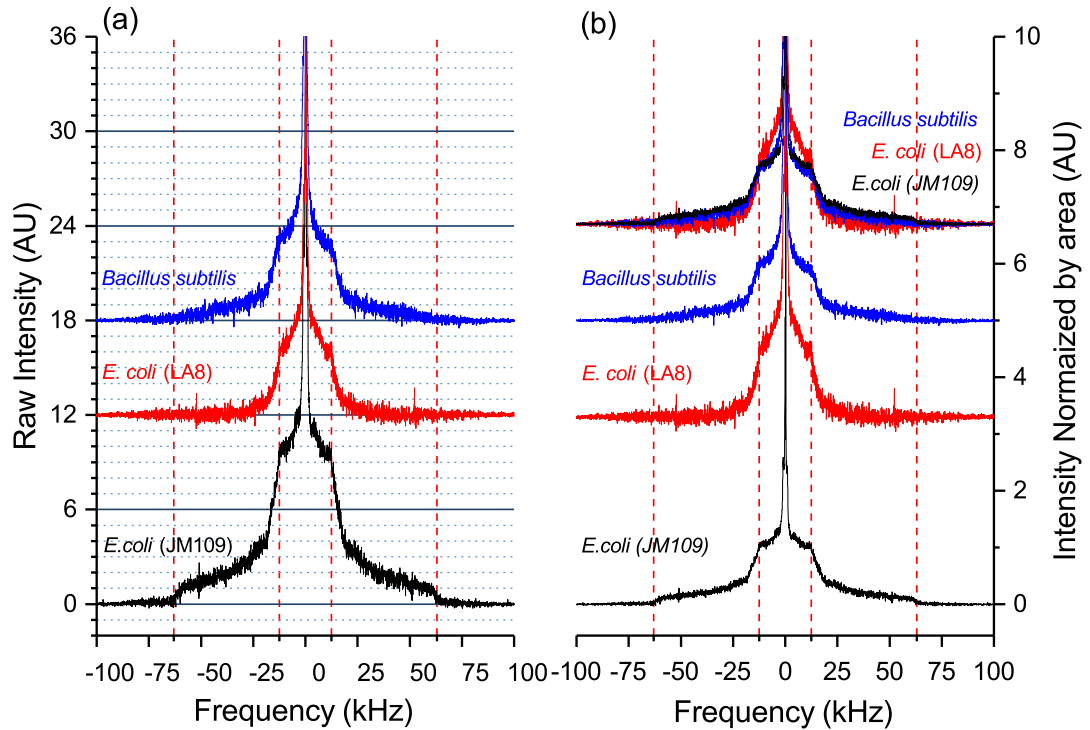 (a)
36
30
24
18
12
6
0
Raw Intensity (AU)
Bacillus subtilis
E. coli (LA8)
E.coli (JM109)
-100 -75 -50 -25 0 25 50 75 100
Frequency (kHz)
(b)
10
8
6
4
2
0
Intensity Normaized by area (AU)
Bacillus subtilis
E. coli (LA8)
E.coli (JM109)
Bacillus subtilis
E. coli (LA8)
E.coli (JM109)
-100 -75 -50 -25 0 25 50 75 100
Frequency (kHz)